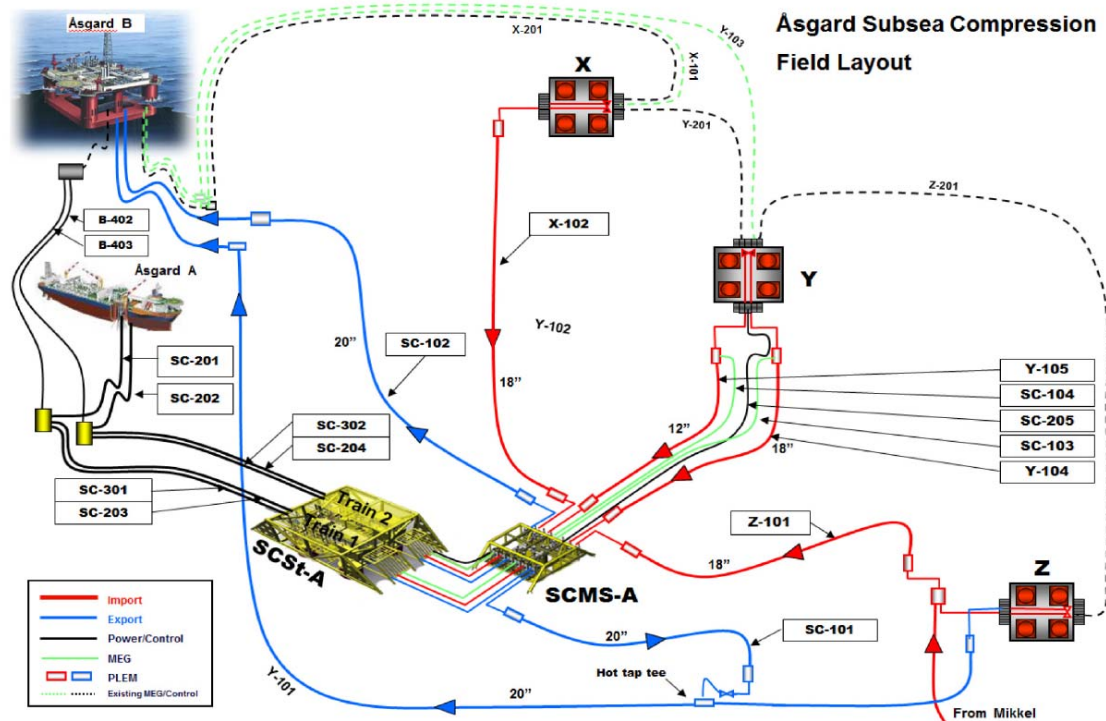 Åsgard B
Åsgard Subsea Compression
Field Layout
X-201
Y-103
X-101
X
Y-201
Z-201
B-402
B-403
X-102
Åsgard A
Y
Y-102
20”
SC-102
18”
SC-201
SC-202
Y-105
SC-104
SC-205
SC-103
Y-104
12”
18”
SC-302
SC-204
SC-301
SC-203
Train 2
Train 1
SCSt-A
SCMS-A
Z-101
18”
Z
Import
Export
Power/Control
MEG
PLEM
Existing MEG/Control
Y-101
20”
SC-101
Hot tap tee
20”
From Mikkel